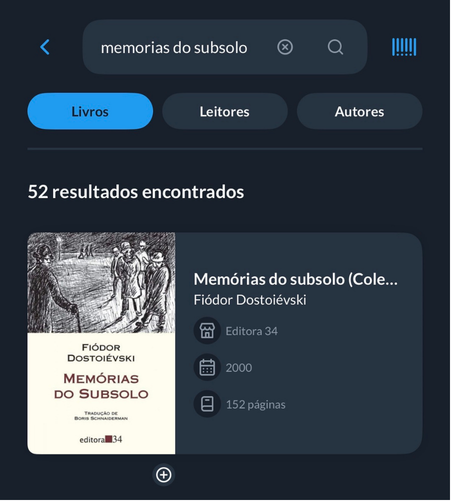 memorias do subsolo
Livros
Leitores
Autores
52 resultados encontrados
FIÓDOR
DOSTOIÉVSKI
MEMÓRIAS
DO SUBSOLO
TRADUÇÃO DE
BORIS SCHNAIDERMAN
editora 34
Memórias do subsolo (Cole...
Fiódor Dostoiévski
Editora 34
2000
152 páginas